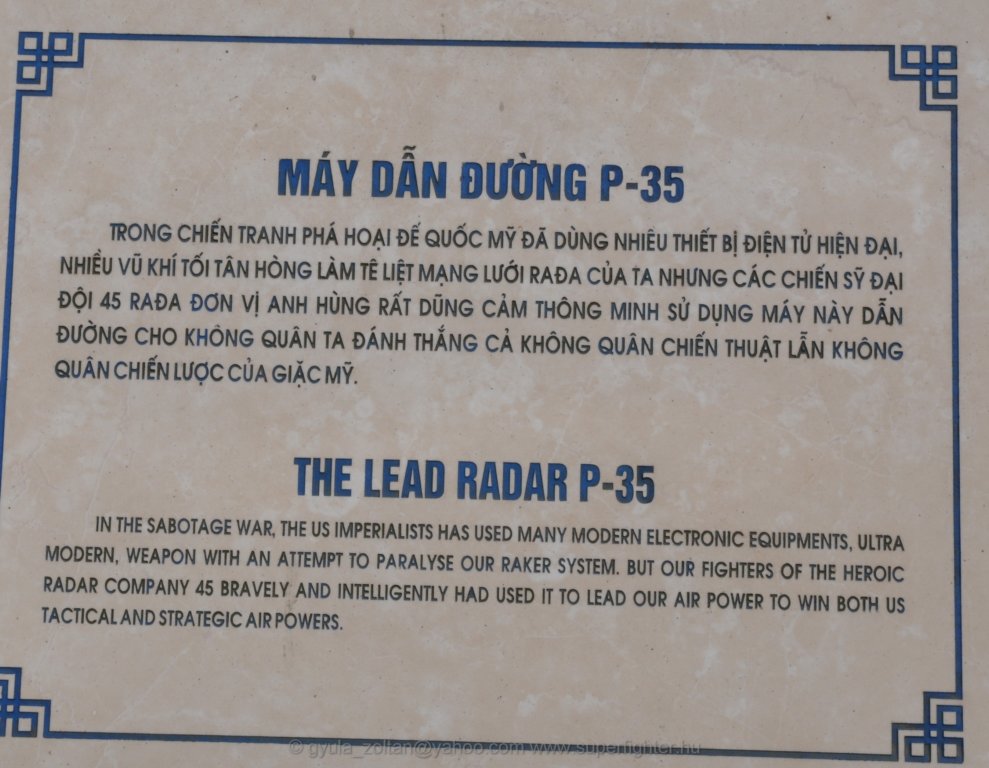 MÁY DẪN ĐƯỜNG P-35
TRONG CHIẾN TRANH PHÁ HOẠI ĐẾ QUỐC MỸ ĐÃ DÙNG NHIÊU THIẾT BỊ ĐIỆN TỬ HIỆN ĐẠI,
NHIỀU VŨ KHÍ TỐI TÂN HÒNG LÀM TÊ LIỆT MẠNG LƯỚI RAĐA CỦA TA NHƯNG CÁC CHIẾN SỸ ĐẠI
ĐỘI 45 RAĐA ĐƠN VỊ ANH HÙNG RẤT DŨNG CẢM THÔNG MINH SỬ DỤNG MÁY NÀY DẪN
ĐƯỜNG CHO KHÔNG QUÂN TA ĐÁNH THẮNG CẢ KHÔNG QUÂN CHIẾN THUẬT LẪN KHÔNG
QUÂN CHIẾN LƯỢC CỦA GIẶC MỸ.
THE LEAD RADAR P-35
IN THE SABOTAGE WAR, THE US IMPERIALISTS HAS USED MANY MODERN ELECTRONIC EQUIPMENTS, ULTRA
MODERN, WEAPON WITH AN ATTEMPT TO PARALYSE OUR RAKER SYSTEM. BUT OUR FIGHTERS OF THE HEROIC
RADAR COMPANY 45 BRAVELY AND INTELLIGENTLY HAD USED IT TO LEAD OUR AIR POWER TO WIN BOTH US
TACTICAL AND STRATEGIC AIR POWERS.
© gyula_zoltan@yahoo.com www.superfighter.hu